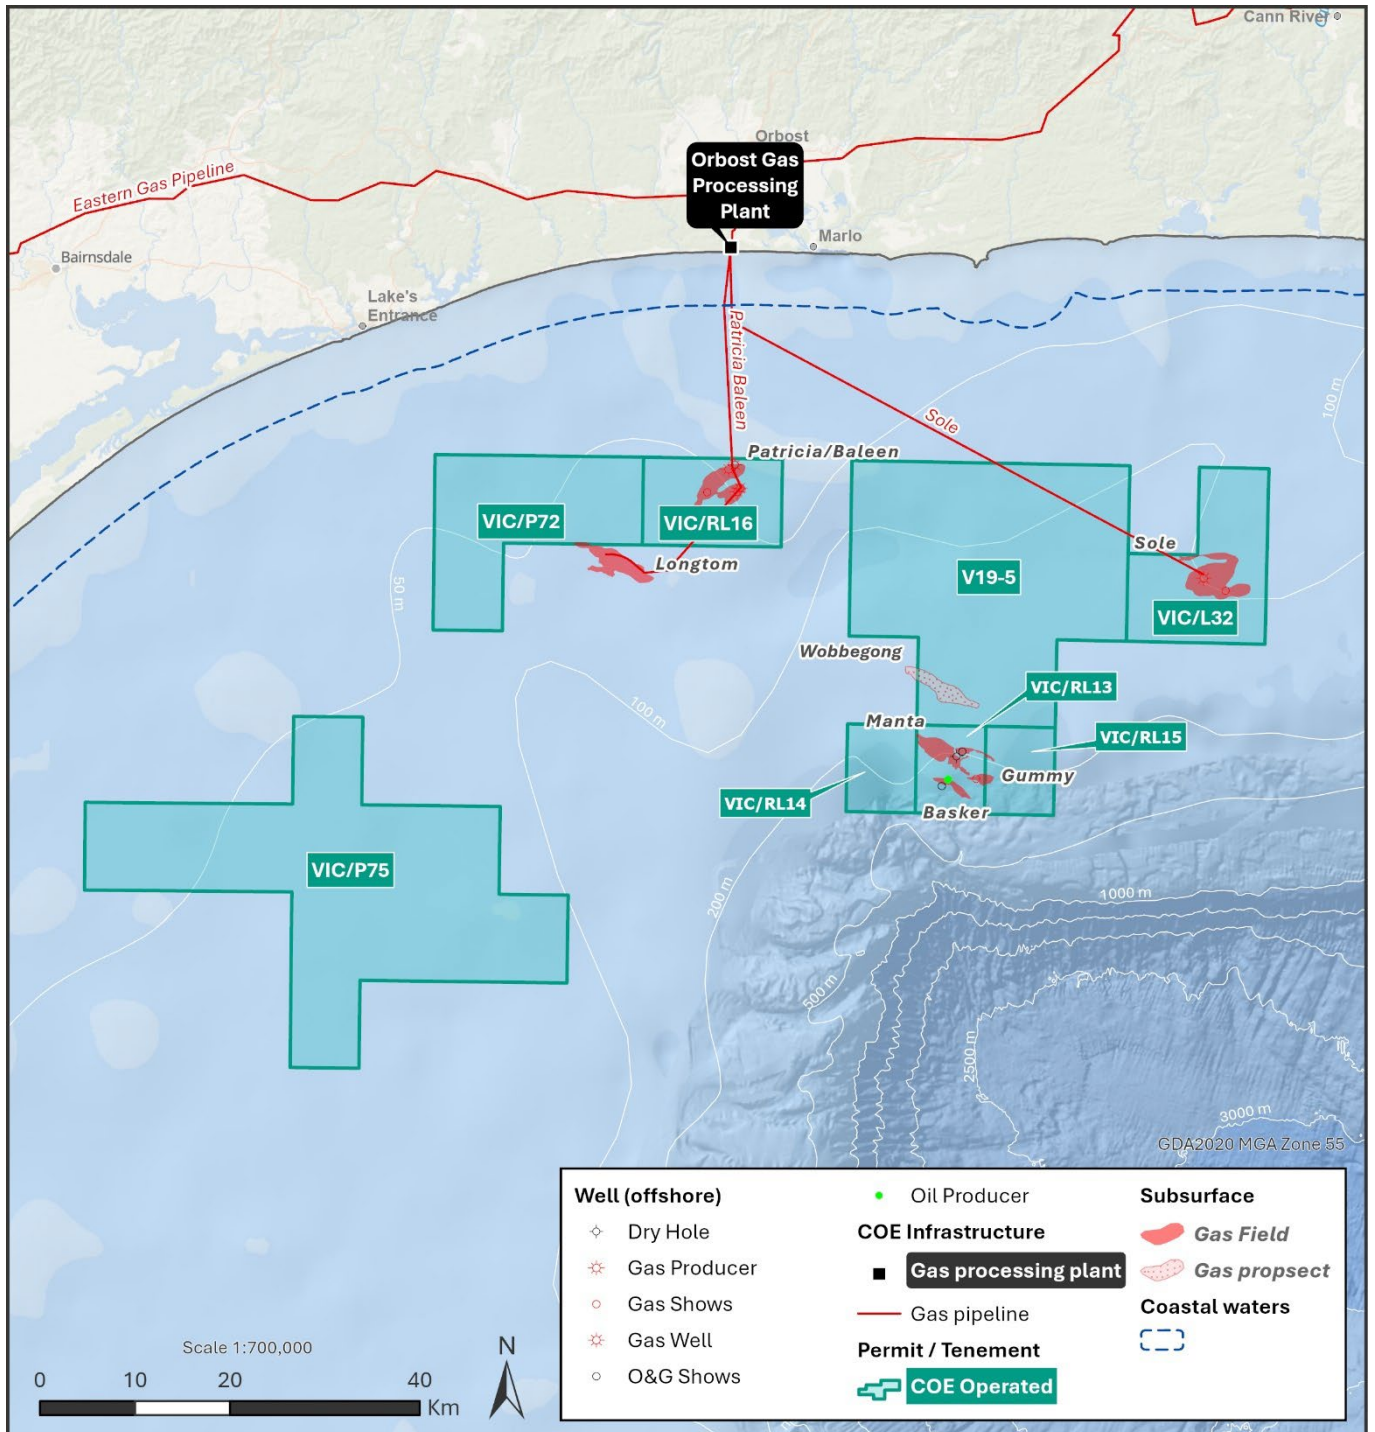 Cann River
Orbost
Orbost Gas
Processing
Plant
Eastern Gas Pipeline
Marlo
Bairnsdale
Lake's
Entrance
Patricia Baleen
Sole
100 m
Patricia/Baleen
VIC/P72
VIC/RL16
Longtom
Sole
V19-5
VIC/L32
50 m
Wobbegong
VIC/RL13
100 m
Manta
VIC/RL15
Gummy
VIC/RL14
Basker
VIC/P75
200 m
1000 m
500 m
2500 m
3000 m
GDA2020 MGA Zone 55
Well (offshore)
Dry Hole
Gas Producer
Gas Shows
Gas Well
O&G Shows
Oil Producer
COE Infrastructure
Gas processing plant
Gas pipeline
Permit / Tenement
COE Operated
Subsurface
Gas Field
Gas propsect
Coastal waters
Scale 1:700,000
0 10 20 40
Km
N